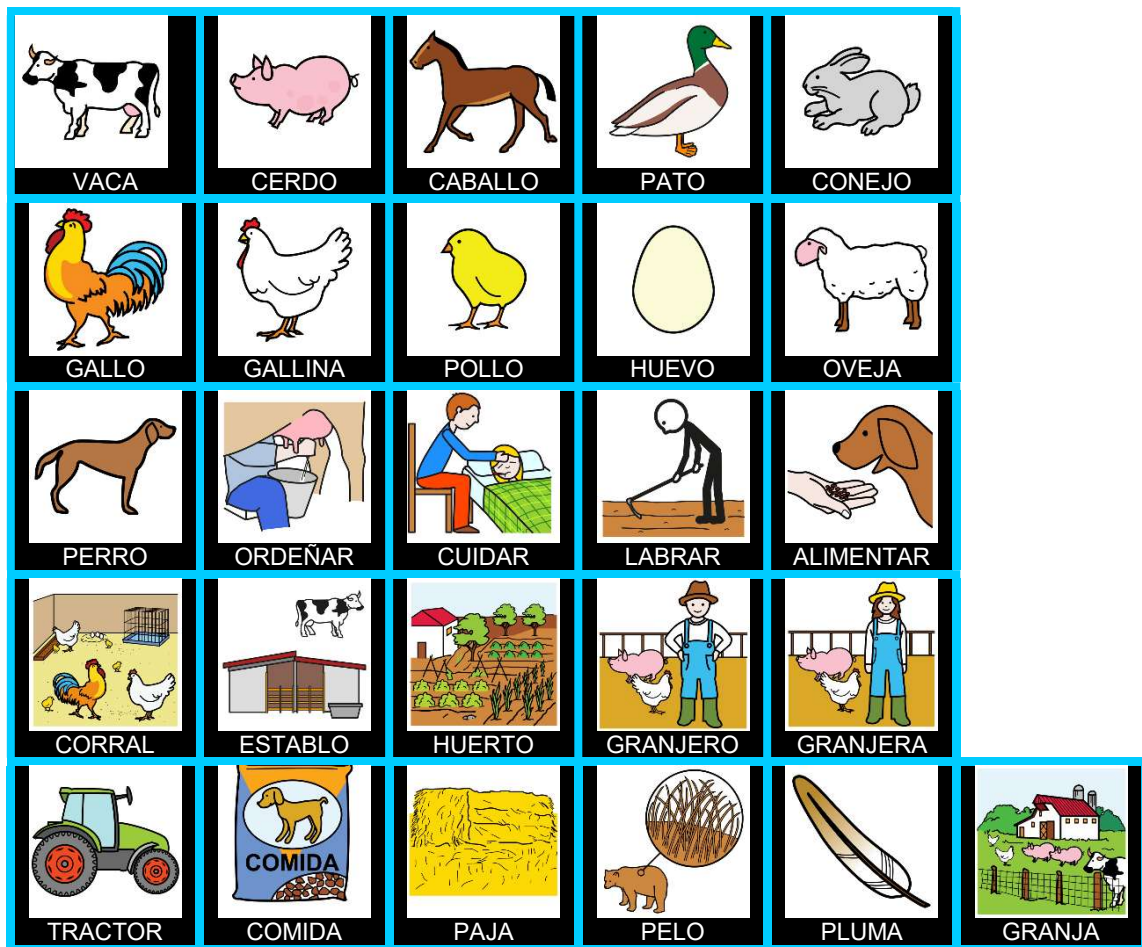 VACA CERDO CABALLO PATO CONEJO
GALLO GALLINA POLLO HUEVO OVEJA
PERRO ORDEÑAR CUIDAR LABRAR ALIMENTAR
CORRAL ESTABLO HUERTO GRANJERO GRANJERA
COMIDA
TRACTOR COMIDA PAJA PELO PLUMA GRANJA